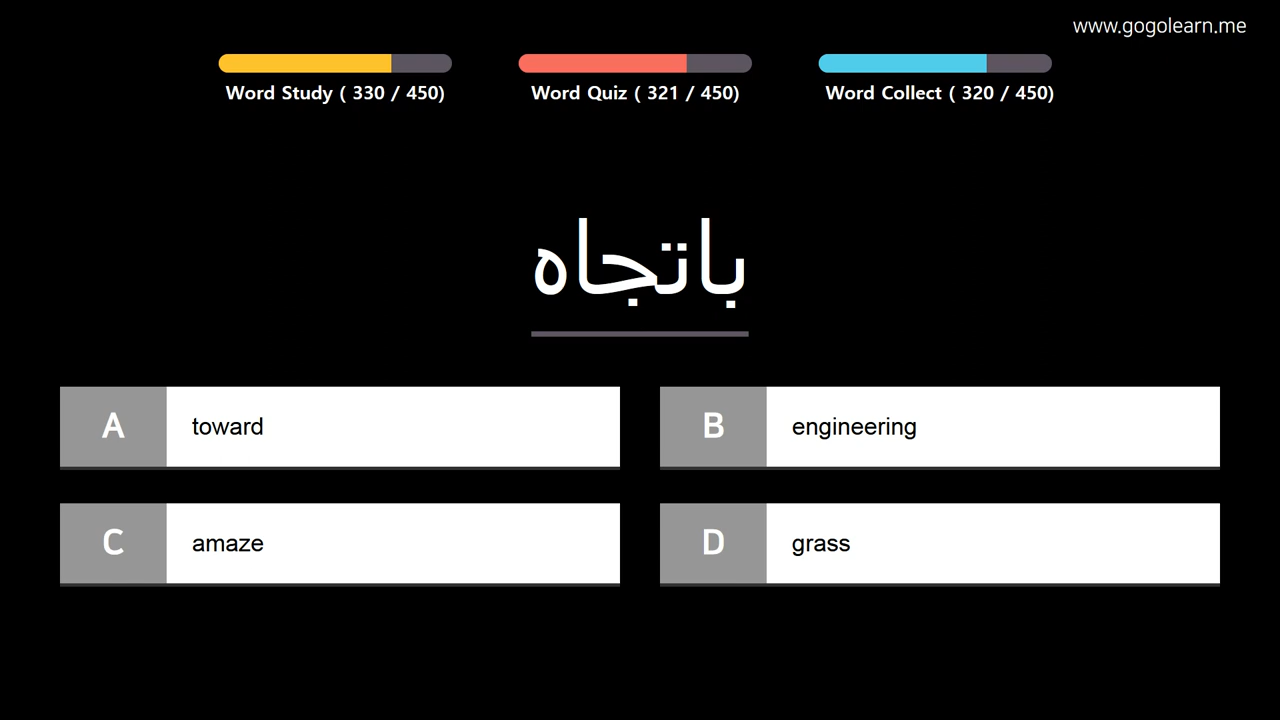 www.gogolearn.me
Word Study ( 330 / 450)
Word Quiz ( 321 / 450)
Word Collect ( 320 / 450)
باتجاه
A toward
B engineering
C amaze
D grass